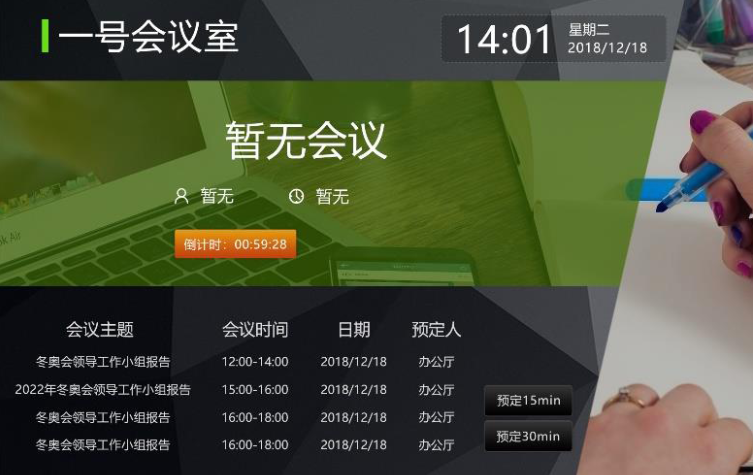 一号会议室
14:01 星期二
2018/12/18
暂无会议
暂无 暂无
倒计时：00:59:28
会议主题 会议时间 日期 预定人
冬奥会领导工作小组报告 12:00-14:00 2018/12/18 办公厅
2022年冬奥会领导工作小组报告 15:00-16:00 2018/12/18 办公厅
预定15min
冬奥会领导工作小组报告 16:00-18:00 2018/12/18 办公厅
预定30min
冬奥会领导工作小组报告 16:00-18:00 2018/12/18 办公厅